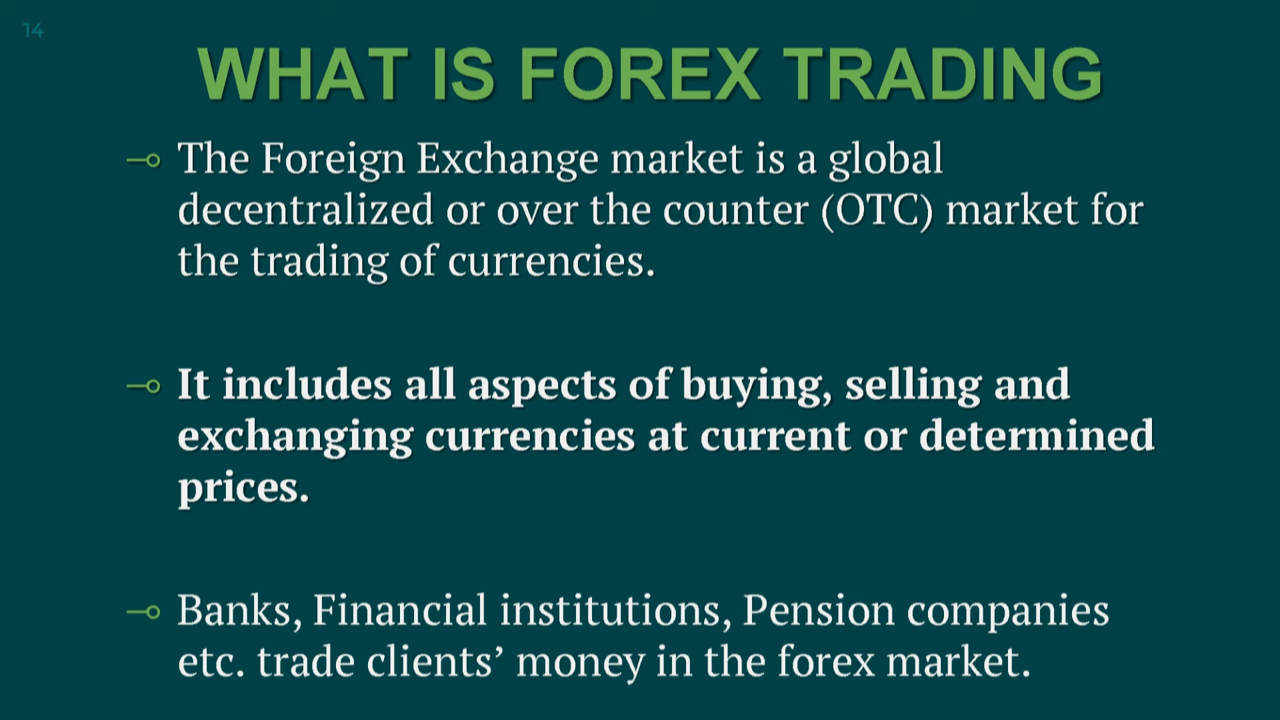 14
WHAT IS FOREX TRADING
The Foreign Exchange market is a global
decentralized or over the counter (OTC) market for
the trading of currencies.
It includes all aspects of buying, selling and
exchanging currencies at current or determined
prices.
Banks, Financial institutions, Pension companies
etc. trade clients’ money in the forex market.